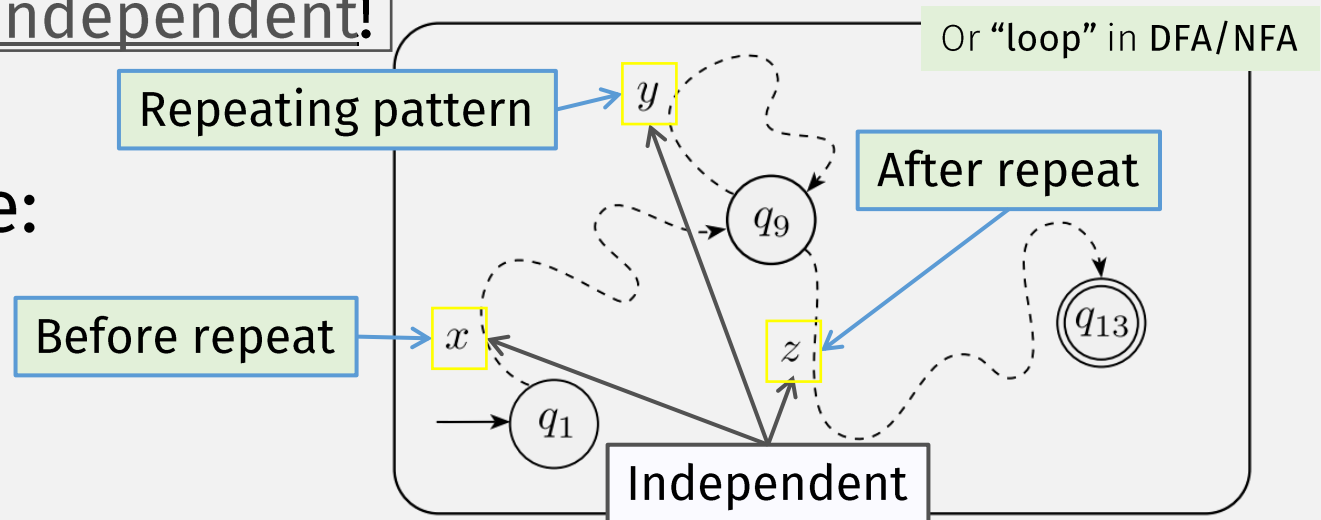 ndependent!
Or “loop” in DFA/NFA
Repeating pattern
y
After repeat
e:
q9
Before repeat
x
z
q13
q1
Independent